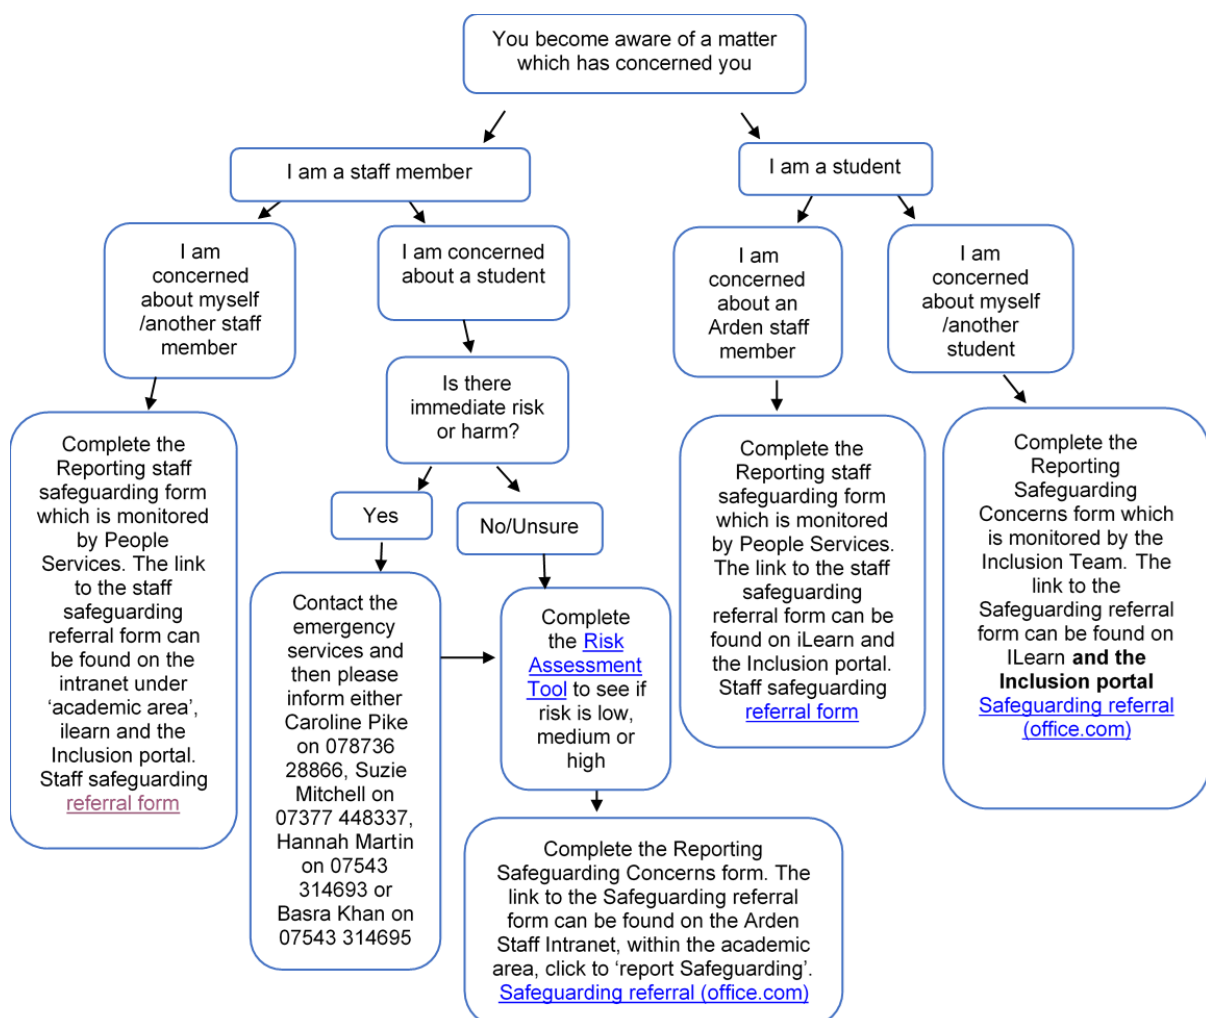 You become aware of a matter
which has concerned you
I am a staff member
I am a student
I am
concerned
about myself
/another staff
member
I am concerned
about a student
I am
concerned
about an
Arden staff
member
I am
concerned
about myself
/another
student
Is there
immediate risk
or harm?
Yes
No/Unsure
Complete the
Reporting staff
safeguarding form
which is monitored
by People
Services. The link
to the staff
safeguarding
referral form can
be found on the
intranet under
‘academic area’,
ilearn and the
Inclusion portal.
Staff safeguarding
referral form
Contact the
emergency
services and
then please
inform either
Caroline Pike
on 078736
28866, Suzie
Mitchell on
07377 448337,
Hannah Martin
on 07543
314693 or
Basra Khan on
07543 314695
Complete
the Risk
Assessment
Tool to see if
risk is low,
medium or
high
Complete the Reporting
Safeguarding Concerns form. The
link to the Safeguarding referral
form can be found on the Arden
Staff Intranet, within the academic
area, click to ‘report Safeguarding’.
Safeguarding referral (office.com)
Complete the
Reporting staff
safeguarding form
which is monitored
by People Services.
The link to the staff
safeguarding
referral form can be
found on iLearn and
the Inclusion portal.
Staff safeguarding
referral form
Complete the
Reporting
Safeguarding
Concerns form which
is monitored by the
Inclusion Team. The
link to the
Safeguarding referral
form can be found on
ILearn and the
Inclusion portal
Safeguarding referral
(office.com)